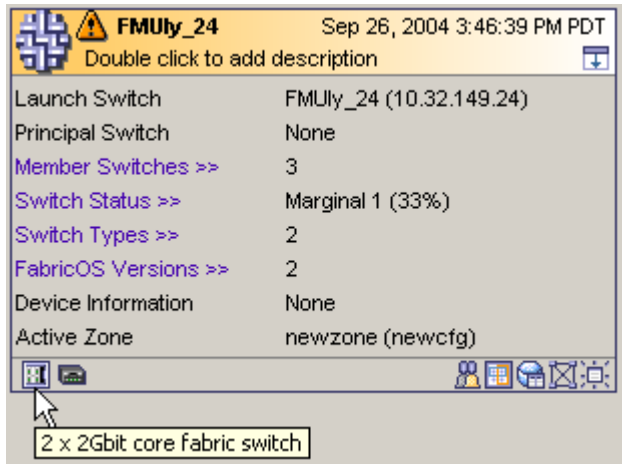 FMUly_24 Sep 26, 2004 3:46:39 PM PDT
Double click to add description
Launch Switch FMUly_24 (10.32.149.24)
Principal Switch None
Member Switches >> 3
Switch Status >> Marginal 1 (33%)
Switch Types >> 2
FabricOS Versions >> 2
Device Information None
Active Zone newzone (newcfg)
2 x 2Gbit core fabric switch